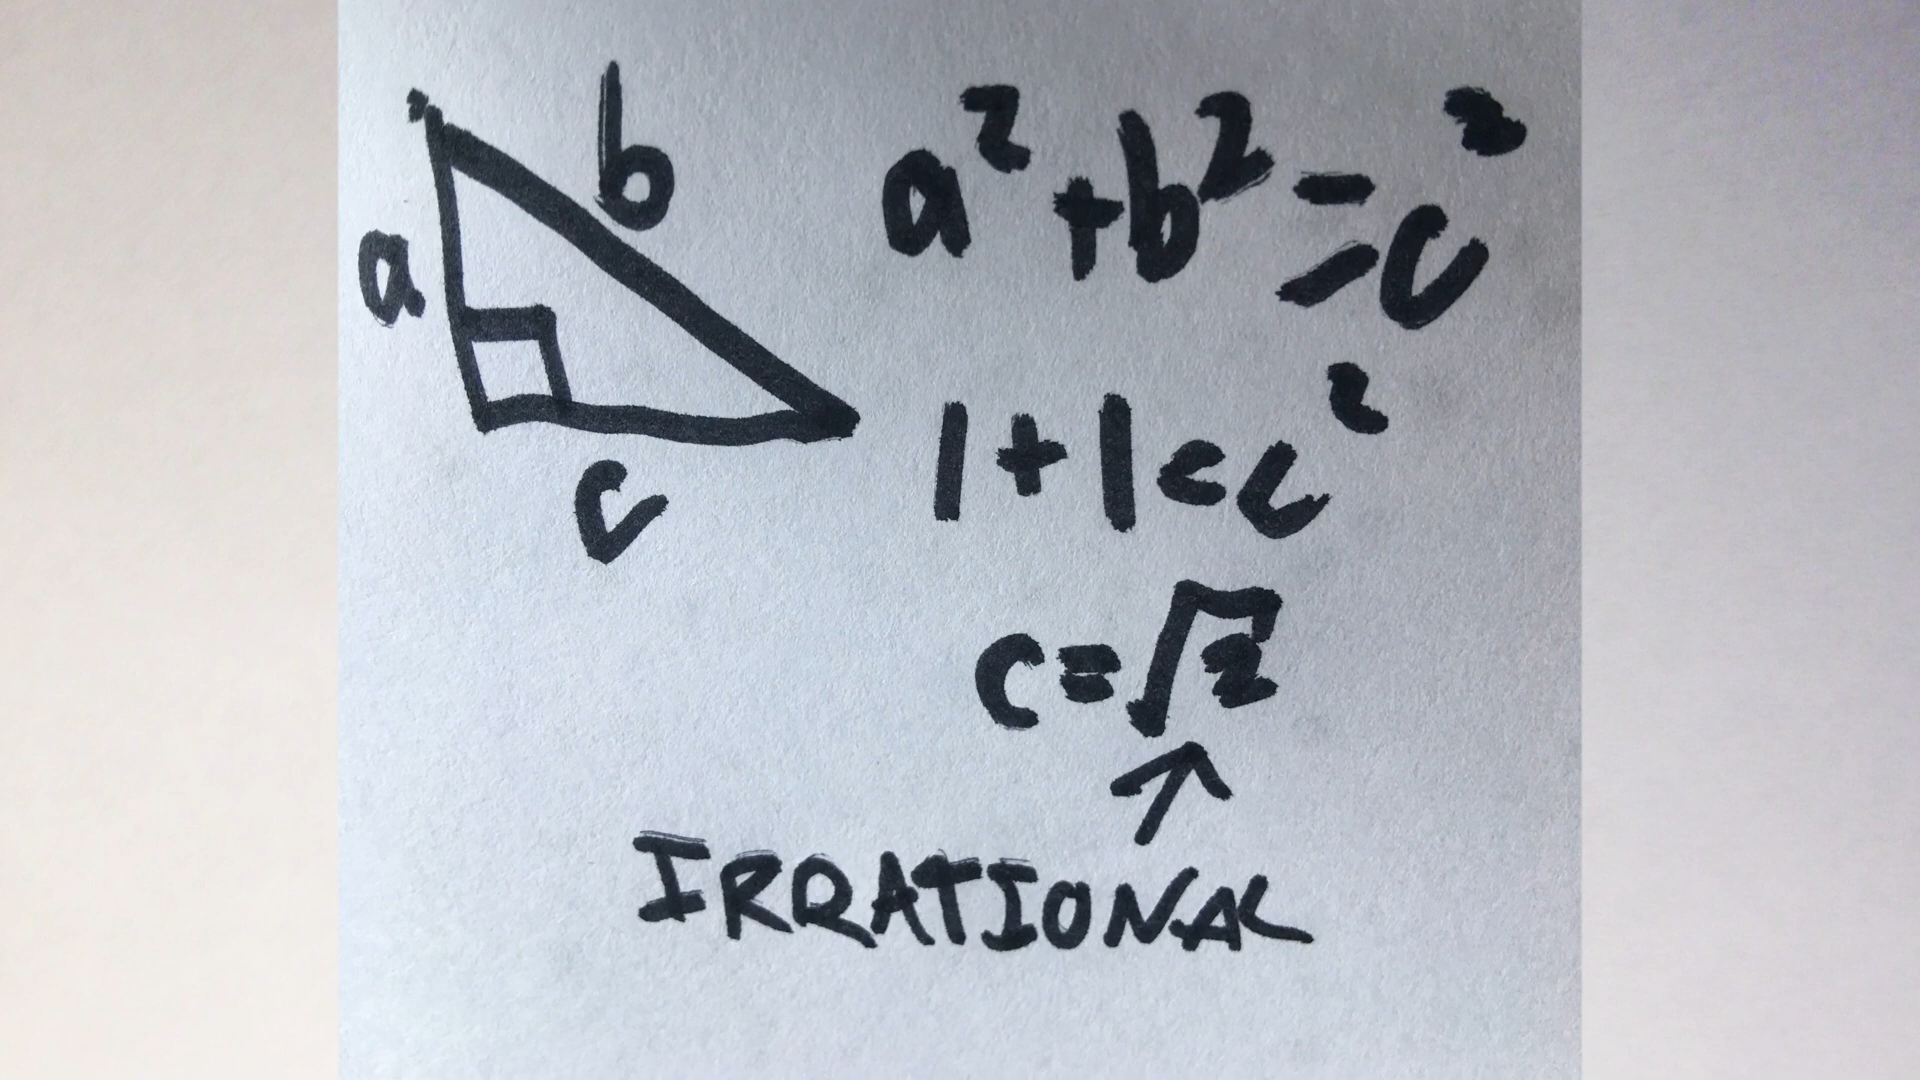 b
a
c
a² + b² = c²
1 + 1 = c²
c = √2
↑
IRRATIONAL